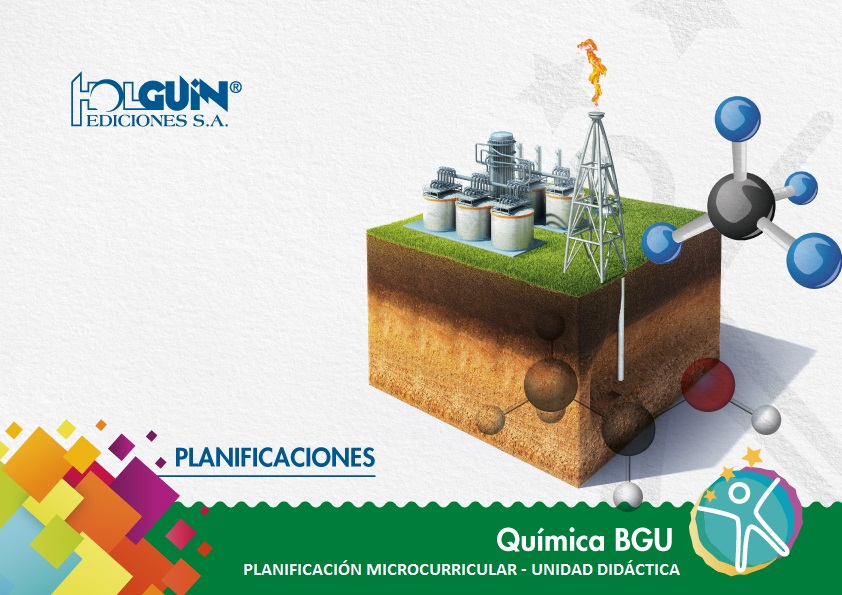 HOLGUIN®
EDICIONES S.A.
PLANIFICACIONES
Química BGU
PLANIFICACIÓN MICROCURRICULAR - UNIDAD DIDÁCTICA